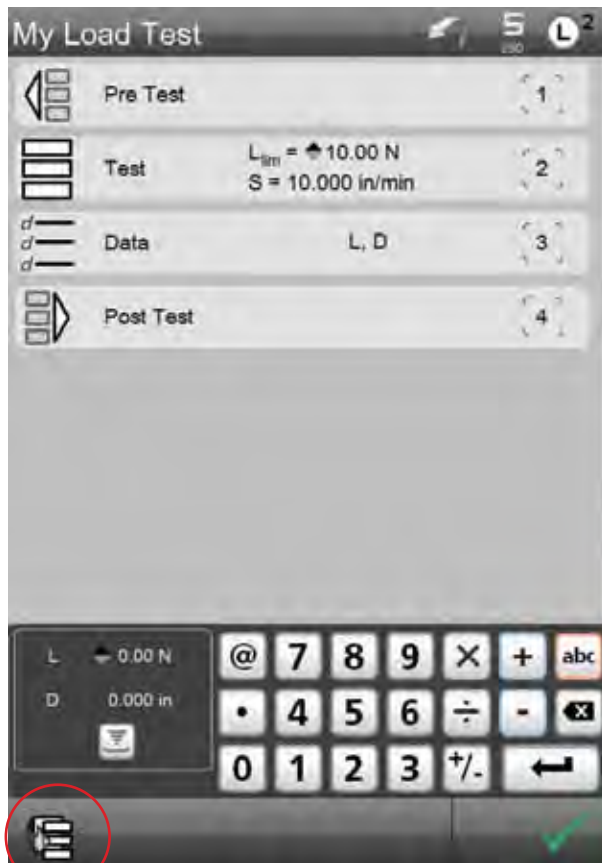 My Load Test
L2
Pre Test
1
Test
Llim = 10.00 N
S = 10.000 in/min
2
d
d
d
Data
L, D
3
Post Test
4
L 0.00 N
D 0.000 in
@ 7 8 9 × + abc
• 4 5 6 ÷ -
0 1 2 3 +/-